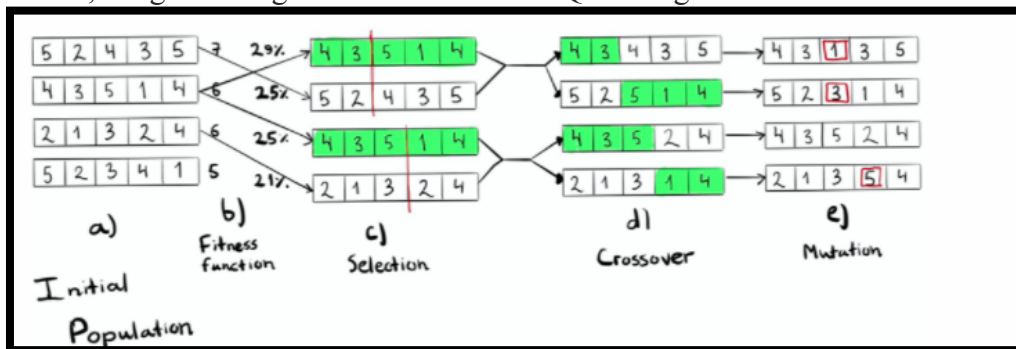 5 2 4 3 5 7 29% 4 3 5 1 4 4 3 4 3 5 4 3 1 3 5
4 3 5 1 4 6 25% 5 2 4 3 5 5 2 5 1 4 5 2 3 1 4
2 1 3 2 4 6 25% 4 3 5 1 4 4 3 5 2 4 4 3 5 2 4
5 2 3 4 1 5 21% 2 1 3 2 4 2 1 3 1 4 2 1 3 5 4
a) b) c) d) e)
Fitness
function
Selection
Crossover
Mutation
Initial
Population